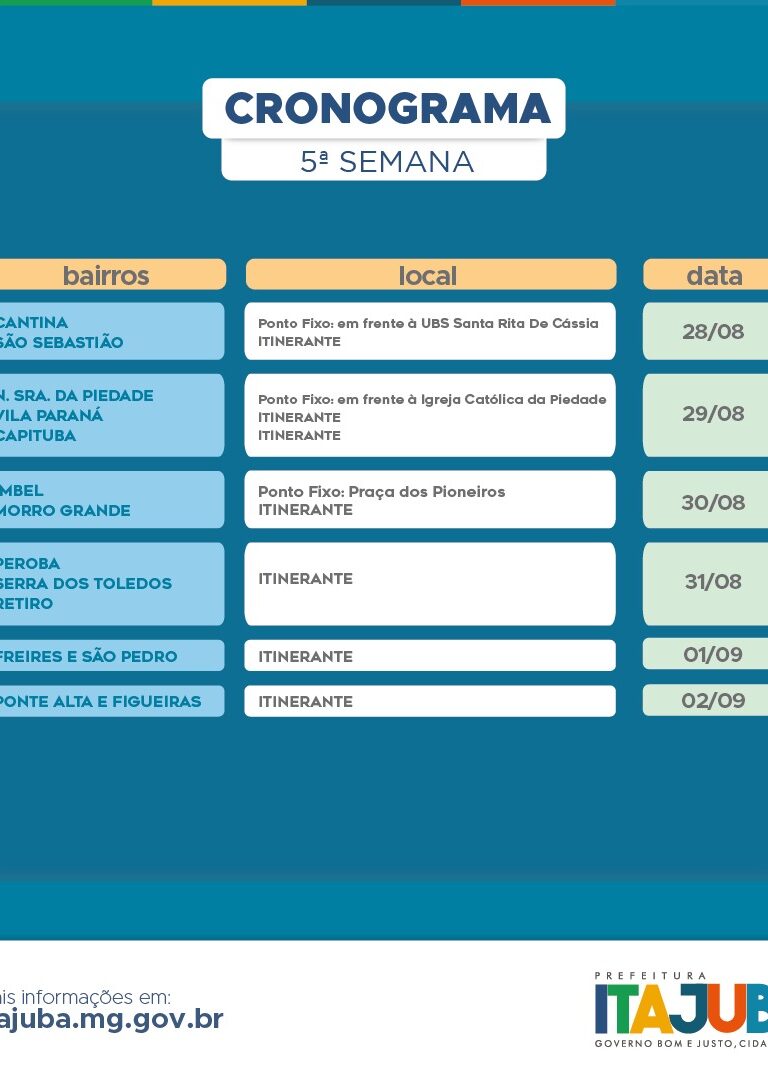 CRONOGRAMA
5ª SEMANA
bairros local data
CANTINA
SÃO SEBASTIÃO
Ponto Fixo: em frente à UBS Santa Rita De Cássia
ITINERANTE
28/08
N. SRA. DA PIEDADE
VILA PARANÁ
CAPITUBA
Ponto Fixo: em frente à Igreja Católica da Piedade
ITINERANTE
ITINERANTE
29/08
MBEL
MORRO GRANDE
Ponto Fixo: Praça dos Pioneiros
ITINERANTE
30/08
PEROBA
SERRA DOS TOLEDOS
RETIRO
ITINERANTE
31/08
FREIRES E SÃO PEDRO
ITINERANTE
01/09
PONTE ALTA E FIGUEIRAS
ITINERANTE
02/09
is informações em:
ajuba.mg.gov.br
PREFEITURA
ITAJUB
GOVERNO BOM E JUSTO, CIDA